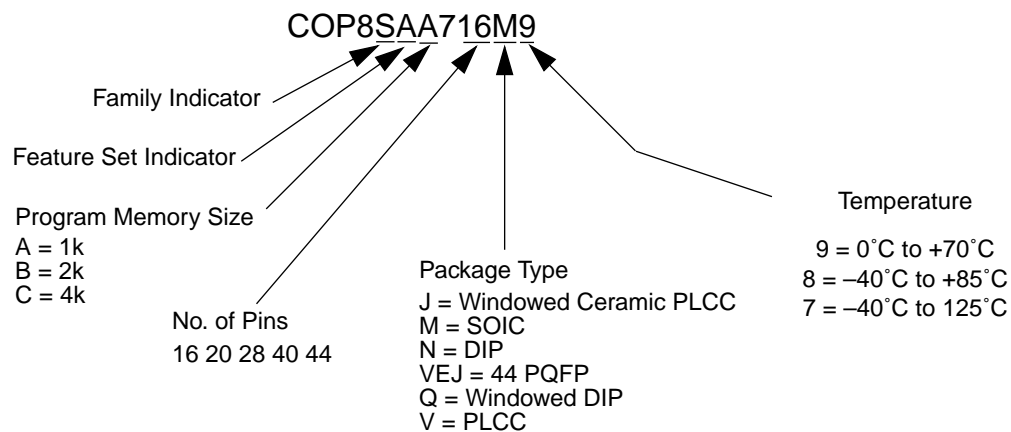 COP8SAA716M9
Family Indicator
Feature Set Indicator
Program Memory Size
A = 1k
B = 2k
C = 4k
No. of Pins
16 20 28 40 44
Package Type
J = Windowed Ceramic PLCC
M = SOIC
N = DIP
VEJ = 44 PQFP
Q = Windowed DIP
V = PLCC
Temperature
9 = 0˚C to +70˚C
8 = –40˚C to +85˚C
7 = –40˚C to 125˚C